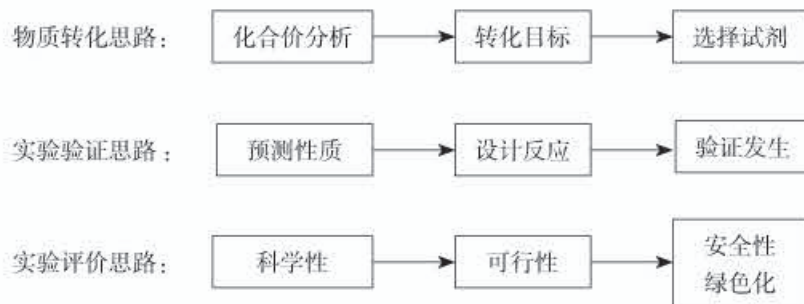 物质转化思路： 化合价分析 转化目标 选择试剂
实验验证思路： 预测性质 设计反应 验证发生
实验评价思路： 科学性 可行性 安全性
绿色化